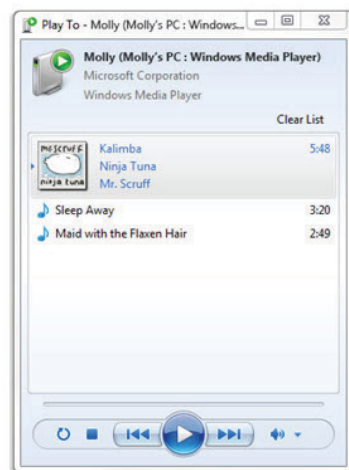 Play To - Molly (Molly's PC : Windows...
Molly (Molly's PC : Windows Media Player)
Microsoft Corporation
Windows Media Player
Clear List
mr.scruff
ninja tuna
Kalimba 5:48
Ninja Tuna
Mr. Scruff
Sleep Away 3:20
Maid with the Flaxen Hair 2:49